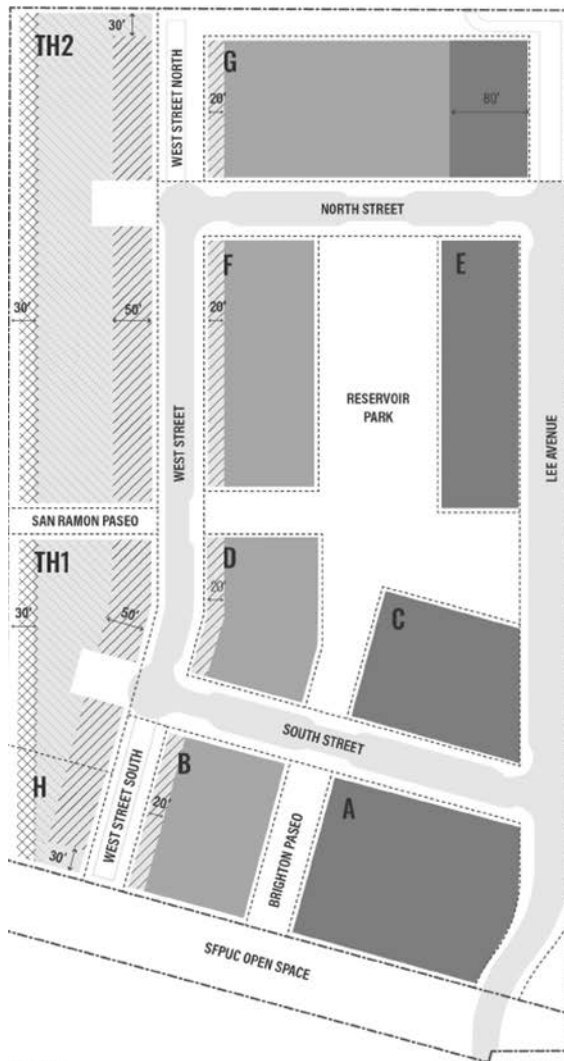 30'
TH2
G
WEST STREET NORTH
20'
80'
NORTH STREET
F
E
30'
50'
20'
WEST STREET
RESERVOIR
PARK
LEE AVENUE
SAN RAMON PASEO
TH1
D
20'
C
30'
50'
SOUTH STREET
B
H
A
WEST STREET SOUTH
20'
BRIGHTON PASEO
30'
SFPUC OPEN SPACE